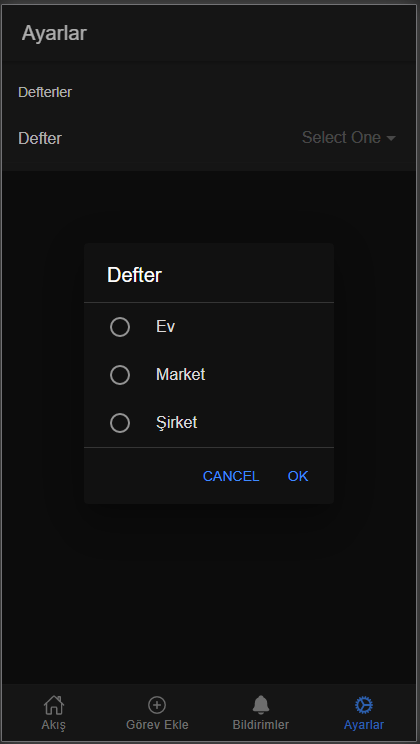 Ayarlar
Defterler
Defter Select One
Defter
Ev
Market
Şirket
CANCEL OK
Akış Görev Ekle Bildirimler Ayarlar